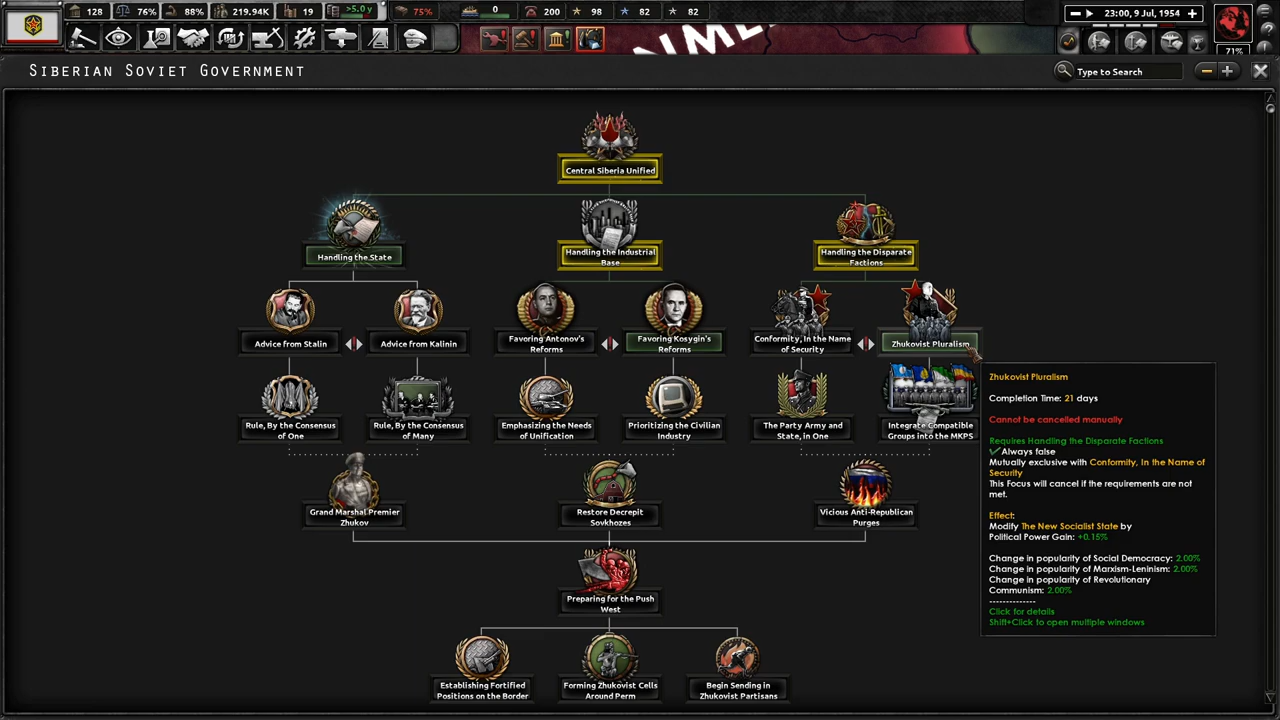 128
76%
88%
219.94K
19
>5.0 y
75%
0
200
98
82
82
23:00, 9 Jul, 1954
71%
SIBERIAN SOVIET GOVERNMENT
Type to Search
Central Siberia Unified
Handling the State
Handling the Industrial
Base
Handling the Disparate
Factions
Advice from Stalin
Advice from Kalinin
Favoring Antonov's
Reforms
Favoring Kosygin's
Reforms
Conformity, In the Name
of Security
Zhukovist Pluralism
Rule, By the Consensus
of One
Rule, By the Consensus
of Many
Emphasizing the Needs
of Unification
Prioritizing the Civilian
Industry
The Party Army and
State, in One
Integrate Compatible
Groups into the MKPS
Grand Marshal Premier
Zhukov
Restore Decrepit
Sovkhozes
Vicious Anti-Republican
Purges
Preparing for the Push
West
Establishing Fortified
Positions on the Border
Forming Zhukovist Cells
Around Perm
Begin Sending in
Zhukovist Partisans
Zhukovist Pluralism
Completion Time: 21 days
Cannot be cancelled manually
Requires Handling the Disparate Factions
Always false
Mutually exclusive with Conformity, In the Name of
Security
This Focus will cancel if the requirements are not
met.
Effect:
Modify The New Socialist State by
Political Power Gain: +0.15%
Change in popularity of Social Democracy: 2.00%
Change in popularity of Marxism-Leninism: 2.00%
Change in popularity of Revolutionary
Communism: 2.00%
--------------
Click for details
Shift+Click to open multiple windows